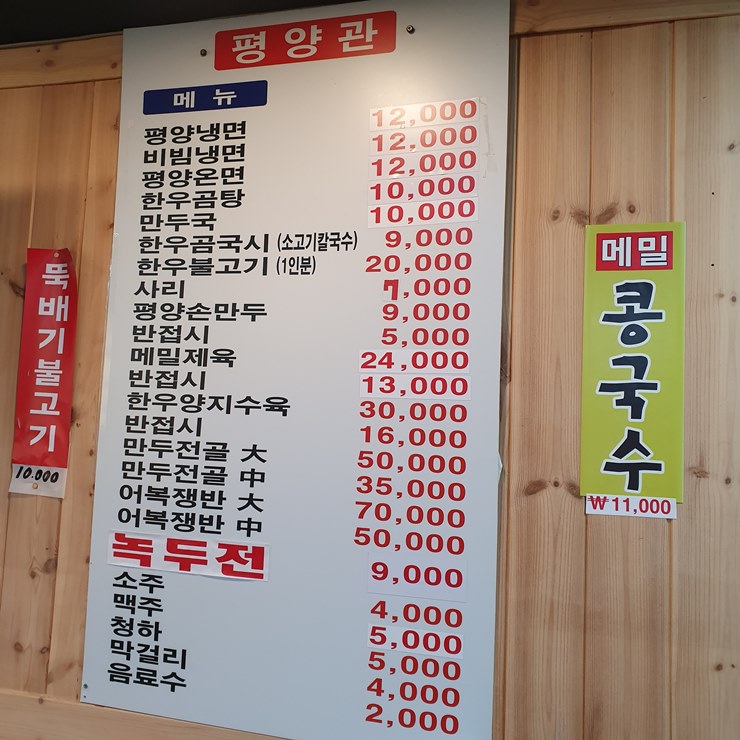 평양관
메뉴
평양냉면 12,000
비빔냉면 12,000
평양온면 12,000
한우곰탕 10,000
만두국 10,000
한우곰국시 (소고기칼국수) 9,000
한우불고기 (1인분) 20,000
사리 7,000
평양손만두 9,000
반접시 5,000
메밀제육 24,000
반접시 13,000
한우양지수육 30,000
반접시 16,000
만두전골 大 50,000
만두전골 中 35,000
어복쟁반 大 70,000
어복쟁반 中 50,000
녹두전 9,000
소주 4,000
맥주 5,000
청하 5,000
막걸리 4,000
음료수 2,000
뚝배기불고기
10.000
메밀
콩국수
₩11,000